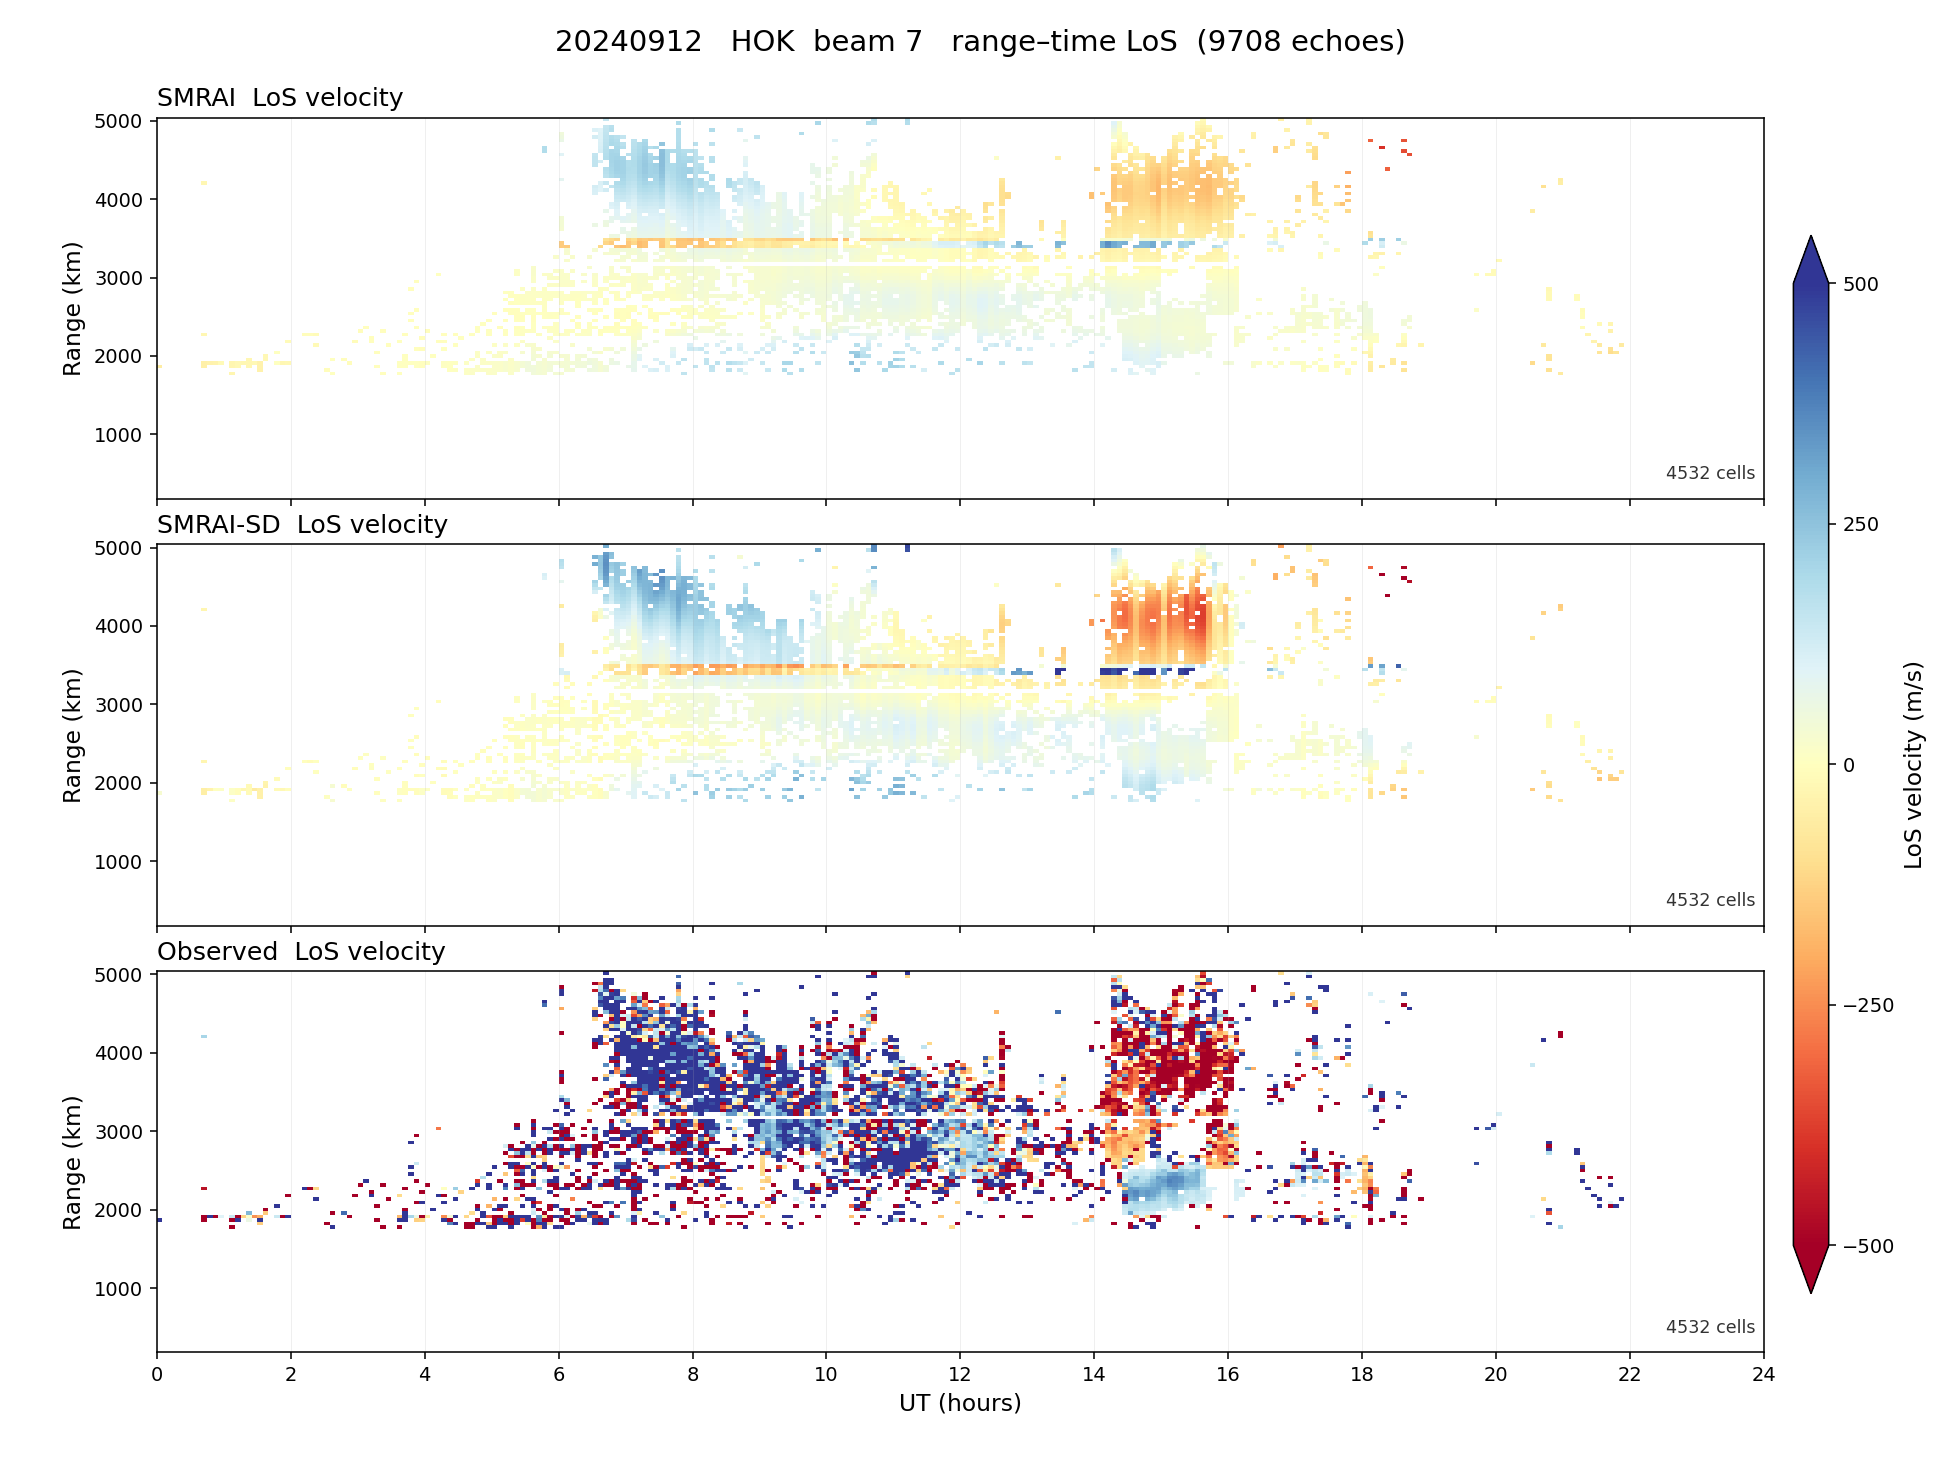 20240912   HOK  beam 7   range–time LoS  (9708 echoes)
SMRAI  LoS velocity
5000
4000
3000
2000
1000
Range (km)
4532 cells
SMRAI-SD  LoS velocity
5000
4000
3000
2000
1000
Range (km)
4532 cells
Observed  LoS velocity
5000
4000
3000
2000
1000
Range (km)
4532 cells
0 2 4 6 8 10 12 14 16 18 20 22 24
UT (hours)
500
250
0
−250
−500
LoS velocity (m/s)